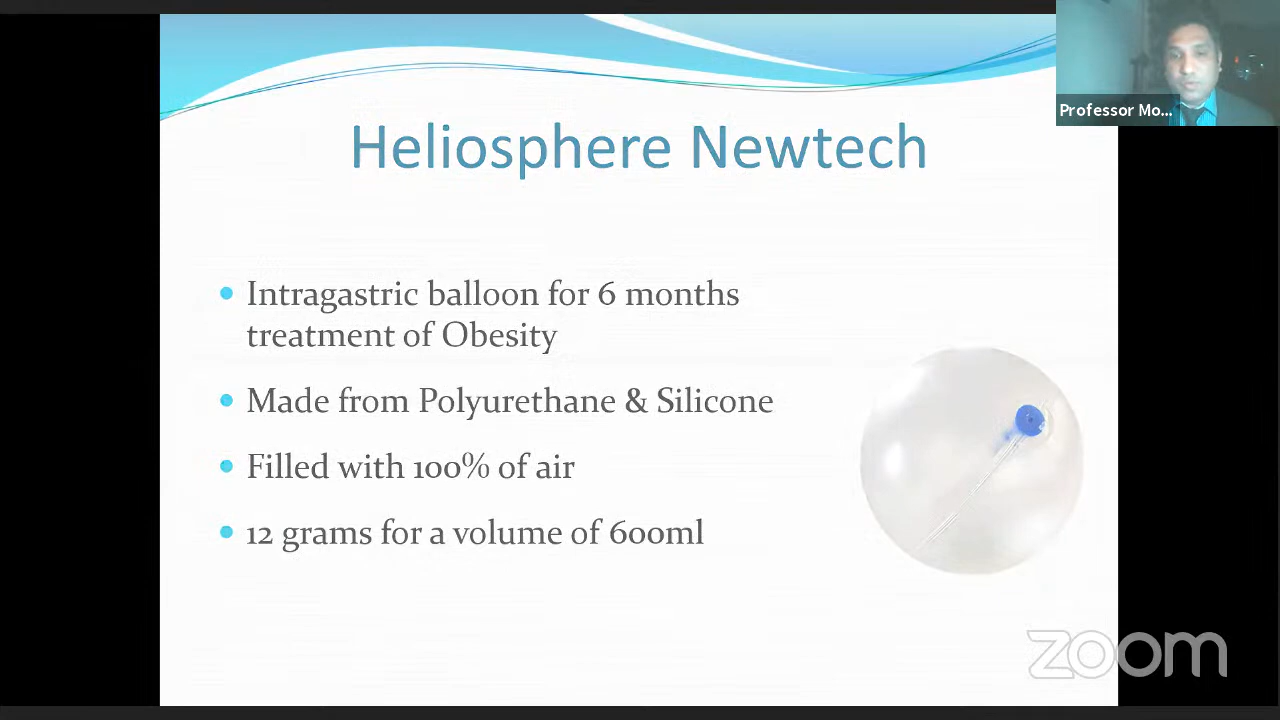 Professor Mo...
Heliosphere Newtech
Intragastric balloon for 6 months
treatment of Obesity
Made from Polyurethane & Silicone
Filled with 100% of air
12 grams for a volume of 600ml
zoom